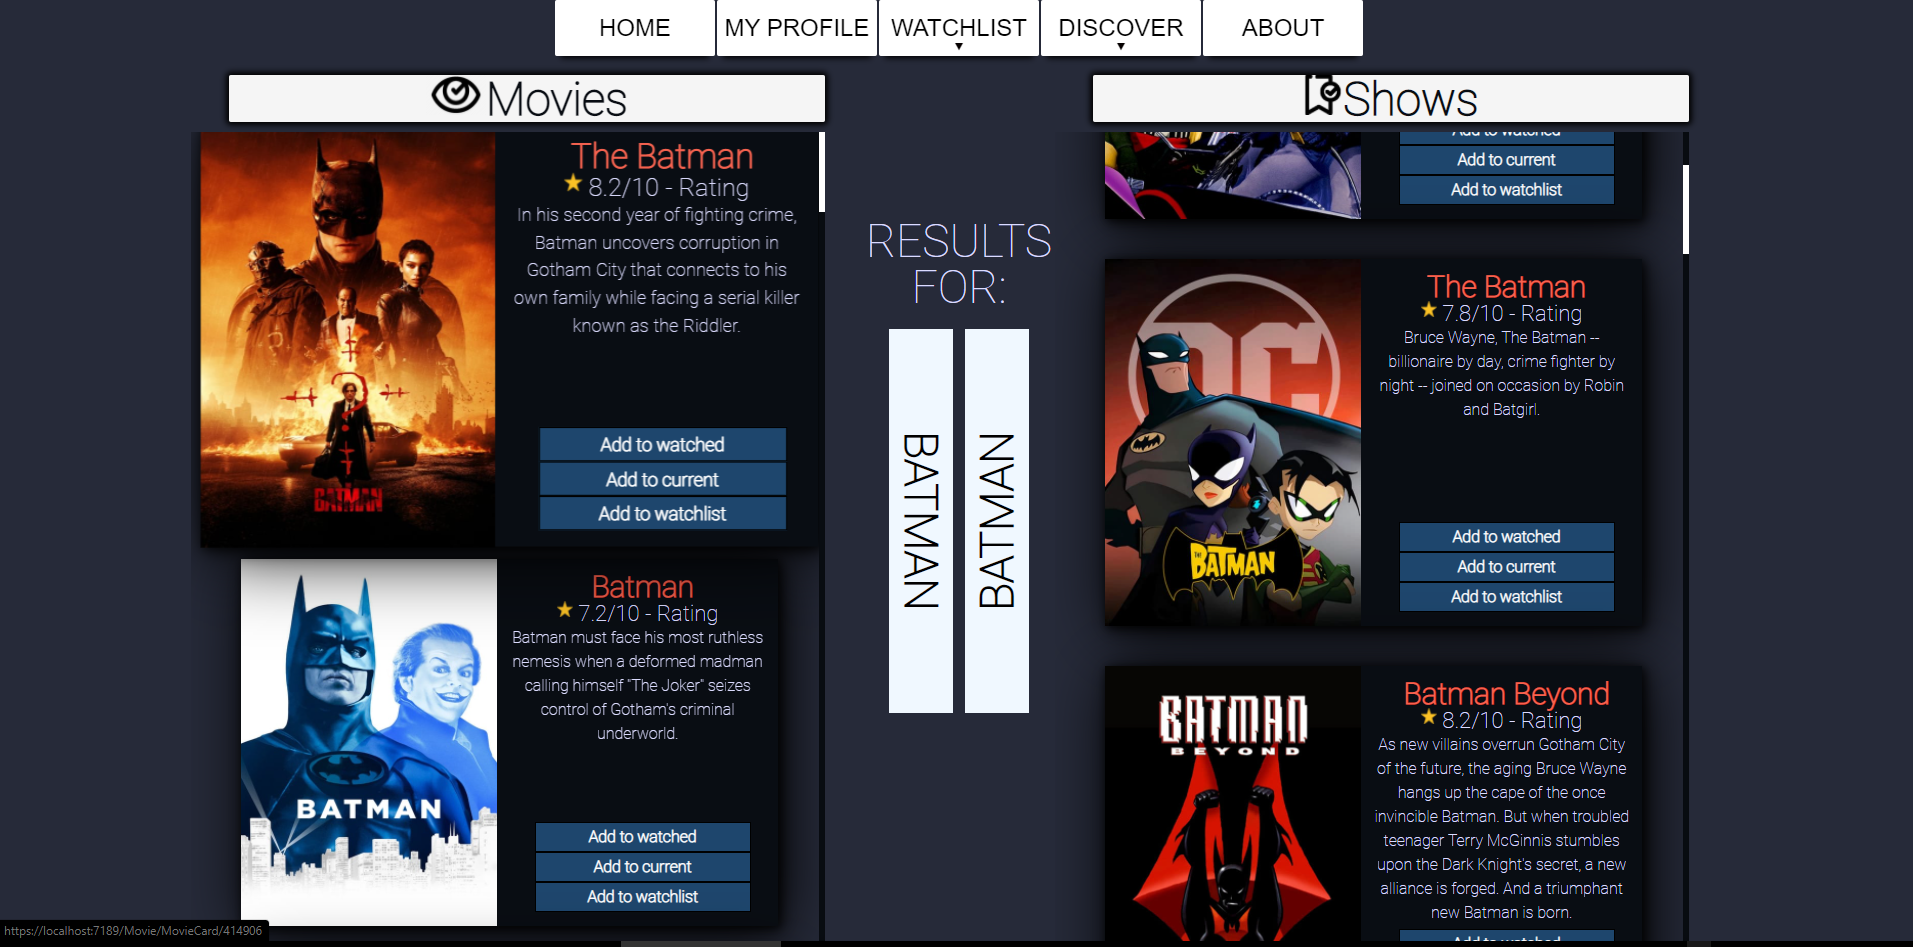 HOME
MY PROFILE
WATCHLIST
▼
DISCOVER
▼
ABOUT
Movies
The Batman
8.2/10 - Rating
In his second year of fighting crime,
Batman uncovers corruption in
Gotham City that connects to his
own family while facing a serial killer
known as the Riddler.
Add to watched
Add to current
Add to watchlist
BATMAN
Batman
7.2/10 - Rating
Batman must face his most ruthless
nemesis when a deformed madman
calling himself "The Joker" seizes
control of Gotham's criminal
underworld.
Add to watched
Add to current
Add to watchlist
BATMAN
RESULTS
FOR:
BATMAN
BATMAN
Shows
Add to watched
Add to current
Add to watchlist
The Batman
7.8/10 - Rating
Bruce Wayne, The Batman --
billionaire by day, crime fighter by
night -- joined on occasion by Robin
and Batgirl.
Add to watched
Add to current
Add to watchlist
DC
THE
BATMAN
Batman Beyond
8.2/10 - Rating
As new villains overrun Gotham City
of the future, the aging Bruce Wayne
hangs up the cape of the once
invincible Batman. But when troubled
teenager Terry McGinnis stumbles
upon the Dark Knight's secret, a new
alliance is forged. And a triumphant
new Batman is born.
Add to watched
BATMAN
BEYOND
https://localhost:7189/Movie/MovieCard/414906